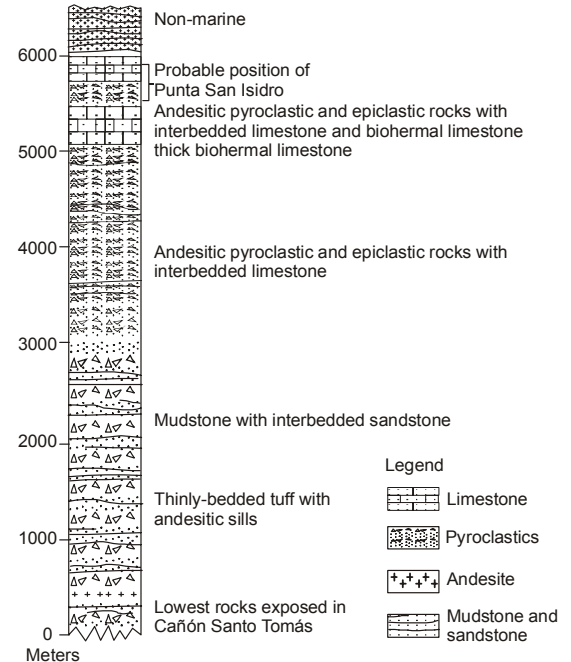 Non-marine
6000
Probable position of
Punta San Isidro
Andesitic pyroclastic and epiclastic rocks with
interbedded limestone and biohermal limestone
thick biohermal limestone
5000
4000
Andesitic pyroclastic and epiclastic rocks with
interbedded limestone
3000
Mudstone with interbedded sandstone
2000
Legend
Limestone
Thinly-bedded tuff with
andesitic sills
Pyroclastics
1000
Andesite
Lowest rocks exposed in
Cañón Santo Tomás
Mudstone and
sandstone
0
Meters